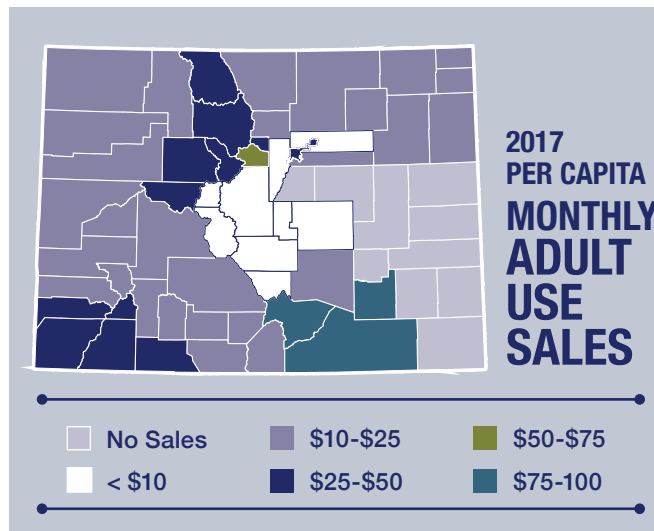 2017
PER CAPITA
MONTHLY
ADULT
USE
SALES
No Sales
$10-$25
$50-$75
< $10
$25-$50
$75-100